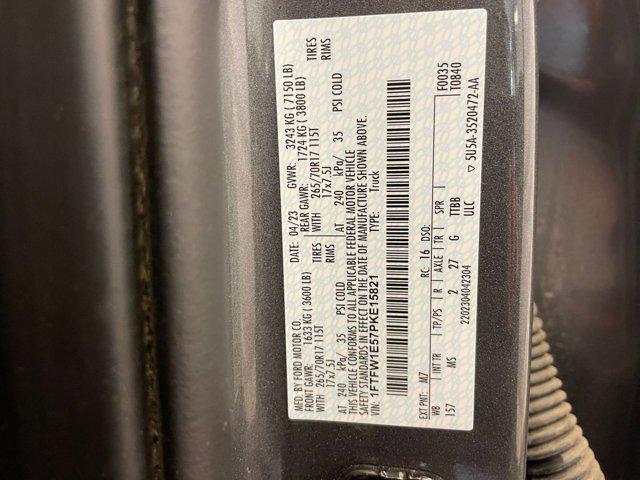 MFD. BY FORD MOTOR CO.
DATE: 04/23 GVWR: 3243 KG ( 7150 LB)
FRONT GAWR: 1633 KG ( 3600 LB) REAR GAWR: 1724 KG ( 3800 LB)
265/70R17 115T TIRES WITH 265/70R17 115T TIRES
WITH 17x7.5J RIMS 17x7.5J RIMS
AT 240 kPa/ 35 PSI COLD AT 240 kPa/ 35 PSI COLD
THIS VEHICLE CONFORMS TO ALL APPLICABLE FEDERAL MOTOR VEHICLE
SAFETY STANDARDS IN EFFECT ON THE DATE OF MANUFACTURE SHOWN ABOVE.
VIN: 1FTFW1E57PKE15821 TYPE: Truck
EXT PNT: M7 RC: 16 DSO: F0035
T0840
WB INT TR TP/PS R AXLE TR SPR
157 MS 2 27 G TTBB
2202304042304 ULC
▽ 5U5A-3520472-AA